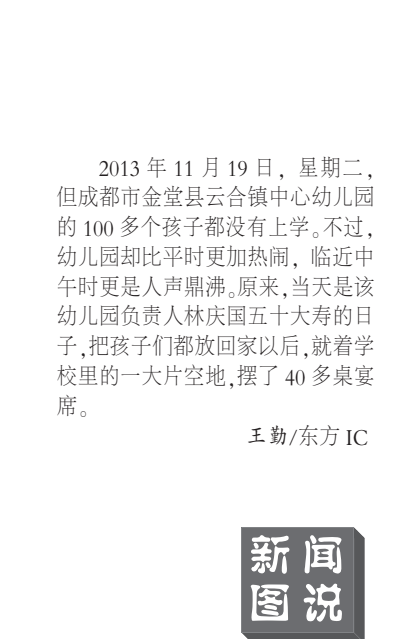 2013 年 11 月 19 日，星期二，
但成都市金堂县云合镇中心幼儿园
的 100 多个孩子都没有上学。不过，
幼儿园却比平时更加热闹，临近中
午时更是人声鼎沸。原来，当天是该
幼儿园负责人林庆国五十大寿的日
子，把孩子们都放回家以后，就着学
校里的一大片空地，摆了 40 多桌宴
席。
王勤/东方 IC
新闻
图说